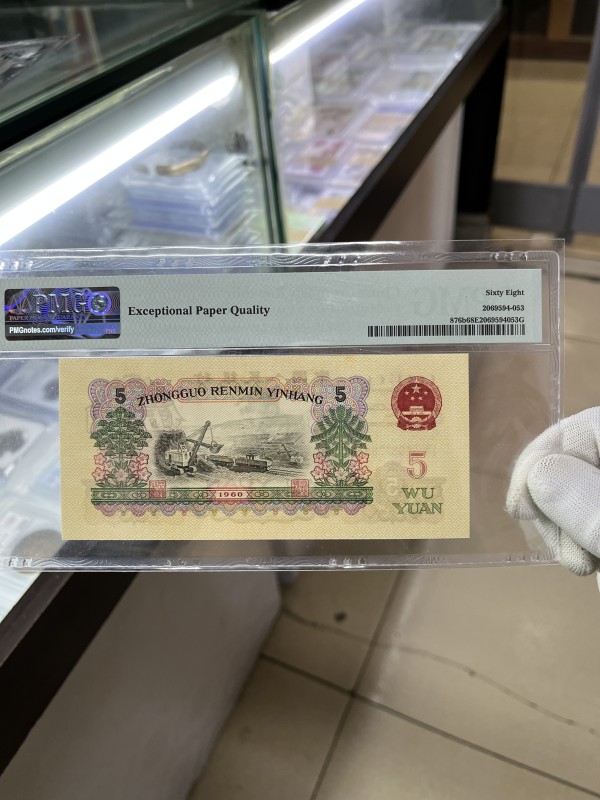 PMG
PMGnotes.com/verify
Exceptional Paper Quality
Sixty Eight
2069594-053
876b68E2069594053G
5 ZHONGGUO RENMIN YINHANG 5
5
1960
WU
YUAN